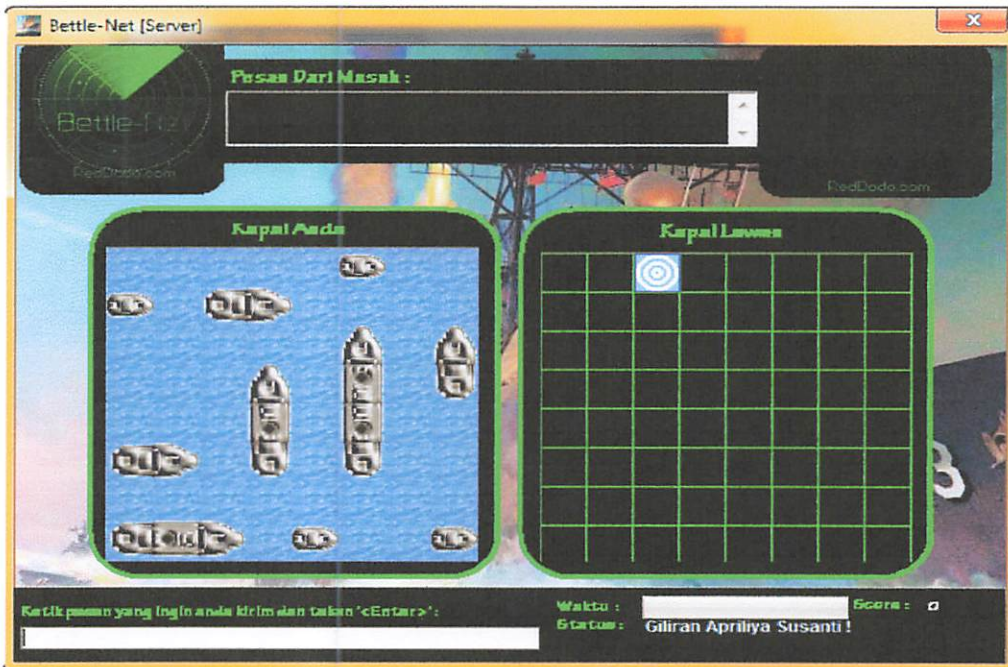 Bettle-Net [Server]
Pesan Dari Masuk :
Bettle-Net
RedDodo.com
RedDodo.com
Kapal Anda
Kapal Lawan
Ketik pesan yang ingin anda kirim dan tekan '<Enter>':
Waktu :
Score : 0
Status : Giliran Apriliya Susanti !